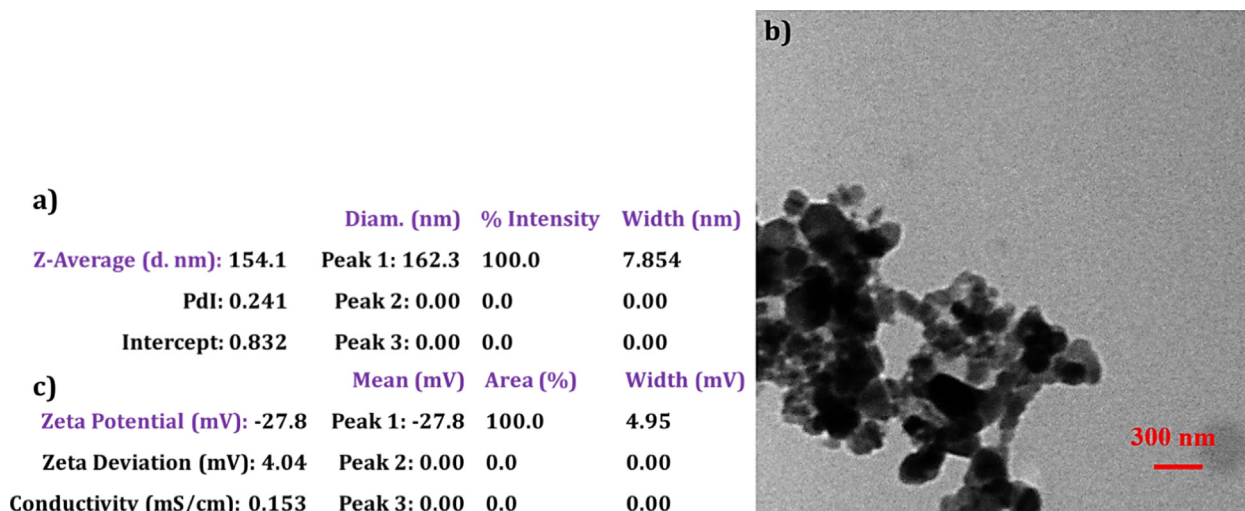 a)
Diam. (nm) % Intensity Width (nm)
Z-Average (d. nm): 154.1 Peak 1: 162.3 100.0 7.854
PdI: 0.241 Peak 2: 0.00 0.0 0.00
Intercept: 0.832 Peak 3: 0.00 0.0 0.00
c)
Mean (mV) Area (%) Width (mV)
Zeta Potential (mV): -27.8 Peak 1: -27.8 100.0 4.95
Zeta Deviation (mV): 4.04 Peak 2: 0.00 0.0 0.00
Conductivity (mS/cm): 0.153 Peak 3: 0.00 0.0 0.00
b)
300 nm